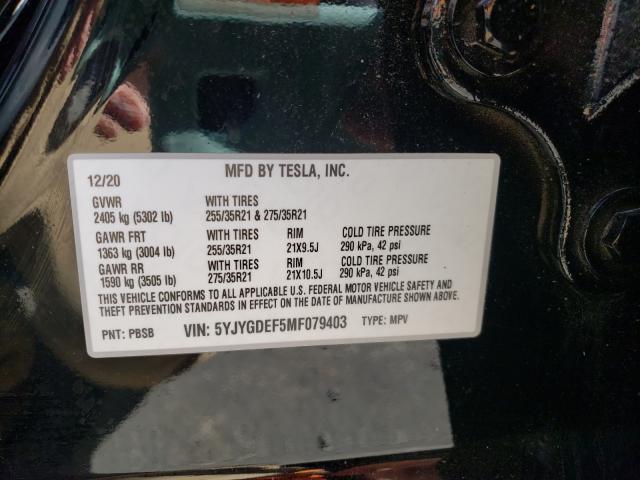 12/20 MFD BY TESLA, INC.
GVWR WITH TIRES
2405 kg (5302 lb) 255/35R21 & 275/35R21
GAWR FRT WITH TIRES RIM COLD TIRE PRESSURE
1363 kg (3004 lb) 255/35R21 21X9.5J 290 kPa, 42 psi
GAWR RR WITH TIRES RIM COLD TIRE PRESSURE
1590 kg (3505 lb) 275/35R21 21X10.5J 290 kPa, 42 psi
THIS VEHICLE CONFORMS TO ALL APPLICABLE U.S. FEDERAL MOTOR VEHICLE SAFETY AND
THEFT PREVENTION STANDARDS IN EFFECT ON THE DATE OF MANUFACTURE SHOWN ABOVE.
PNT: PBSB VIN: 5YJYGDEF5MF079403 TYPE: MPV